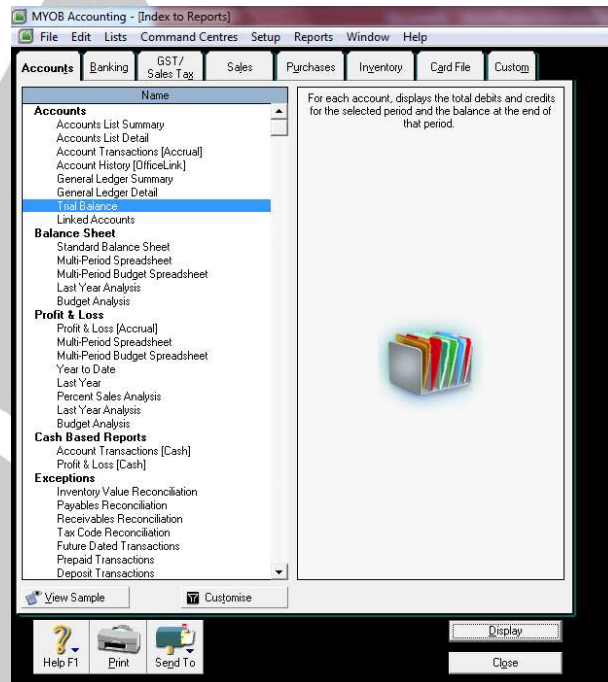 MYOB Accounting - [Index to Reports]
File Edit Lists Command Centres Setup Reports Window Help
Accounts Banking GST/ Sales Tax Sales Purchases Inventory Card File Custom
Name
Accounts
Accounts List Summary
Accounts List Detail
Account Transactions [Accrual]
Account History [OfficeLink]
General Ledger Summary
General Ledger Detail
Trial Balance
Linked Accounts
Balance Sheet
Standard Balance Sheet
Multi-Period Spreadsheet
Multi-Period Budget Spreadsheet
Last Year Analysis
Budget Analysis
Profit & Loss
Profit & Loss [Accrual]
Multi-Period Spreadsheet
Multi-Period Budget Spreadsheet
Year to Date
Last Year
Percent Sales Analysis
Last Year Analysis
Budget Analysis
Cash Based Reports
Account Transactions [Cash]
Profit & Loss [Cash]
Exceptions
Inventory Value Reconciliation
Payables Reconciliation
Receivables Reconciliation
Tax Code Reconciliation
Future Dated Transactions
Prepaid Transactions
Deposit Transactions
For each account, displays the total debits and credits
for the selected period and the balance at the end of
that period.
View Sample Customise
Help F1 Print Send To
Display
Close